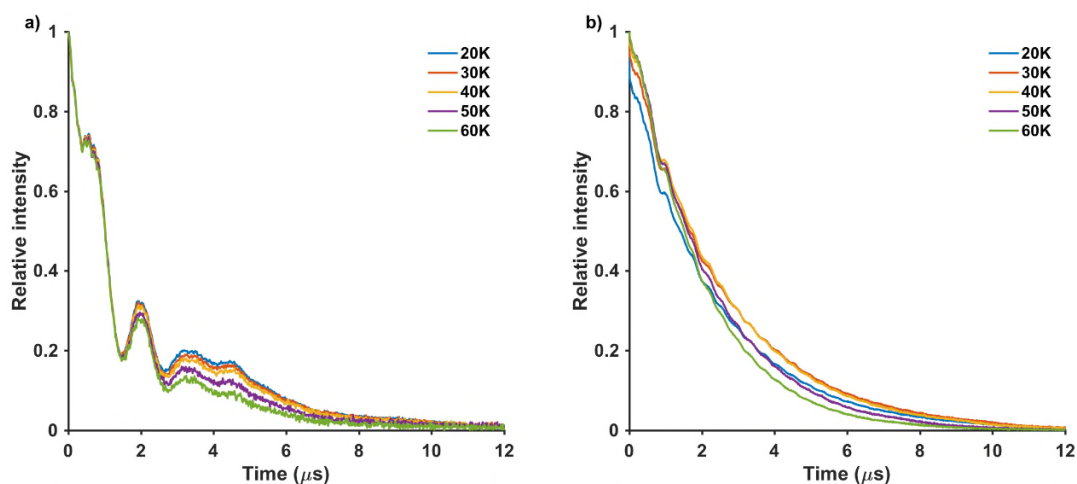 a)
1
0.8
0.6
0.4
0.2
0
0 2 4 6 8 10 12
Relative intensity
Time (μs)
20K
30K
40K
50K
60K
b)
1
0.8
0.6
0.4
0.2
0
0 2 4 6 8 10 12
Relative intensity
Time (μs)
20K
30K
40K
50K
60K